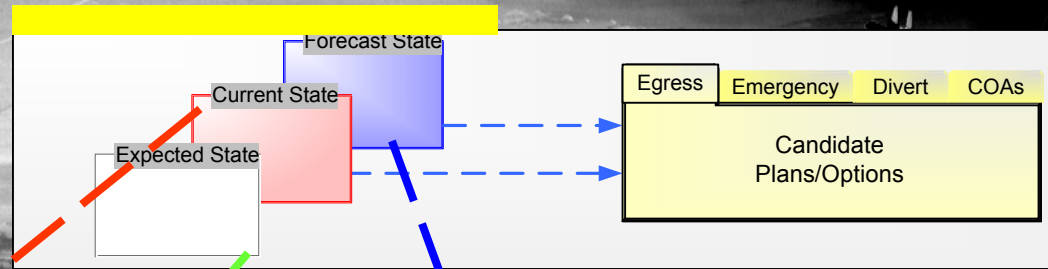 Forecast State
Current State
Expected State
Egress
Emergency
Divert
COAs
Candidate
Plans/Options